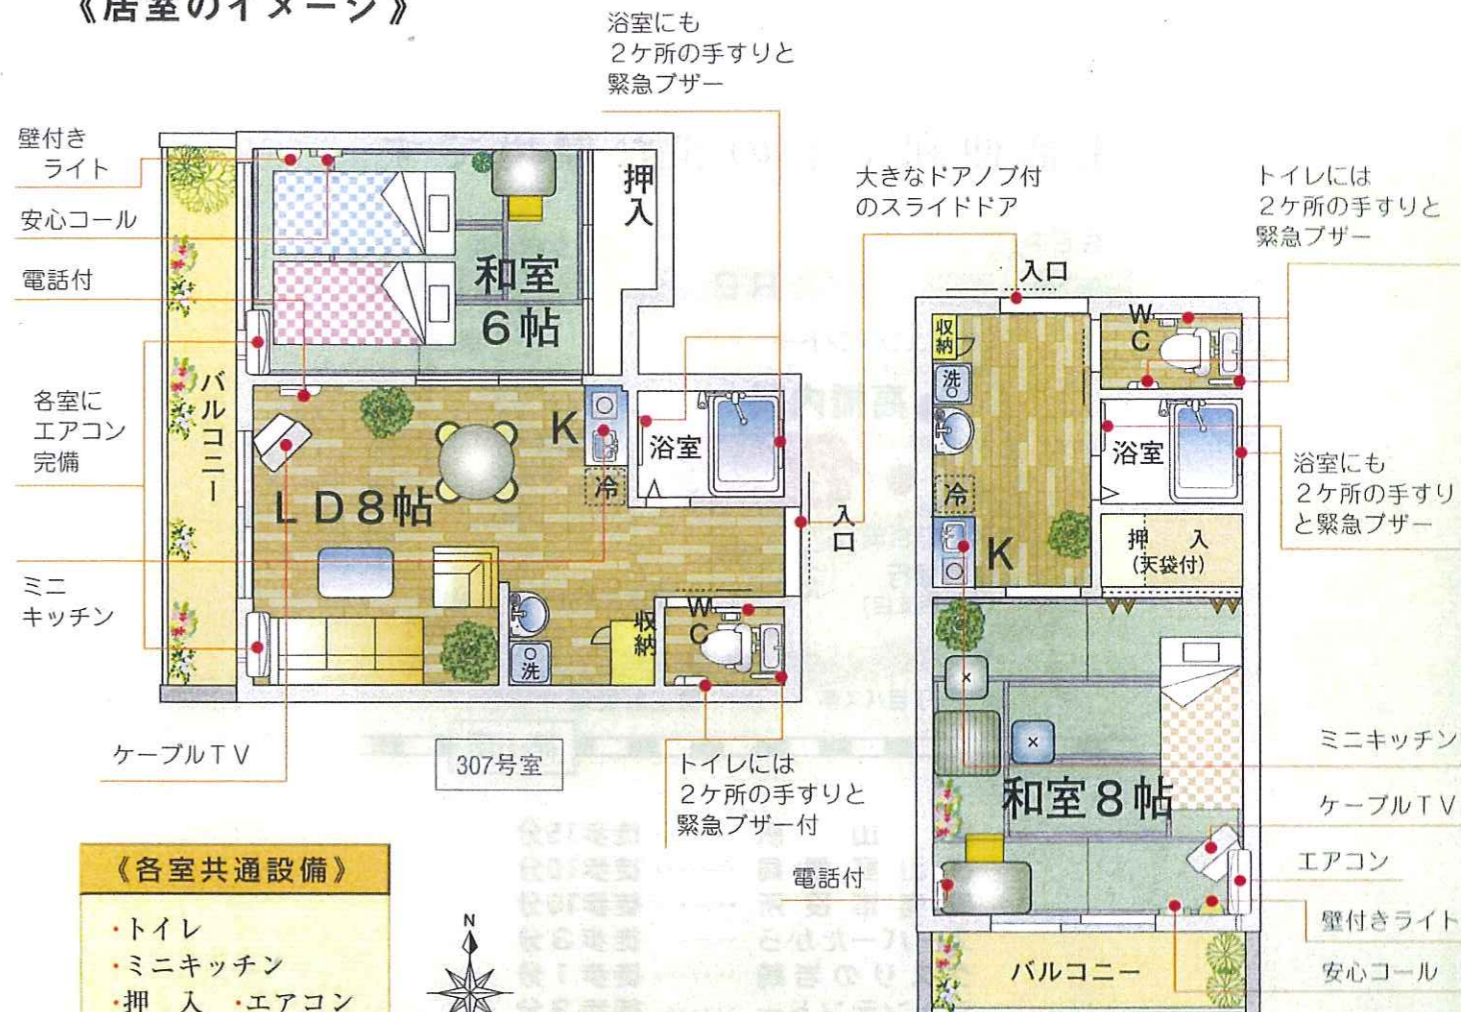 《居室のイメージ》
浴室にも
2ケ所の手すりと
緊急ブザー
壁付き
ライト
安心コール
電話付
各室に
エアコン
完備
ミニ
キッチン
ケーブルTV
バルコニー
和室
6帖
押入
LD8帖
K
冷
浴室
入口
洗
収納
WC
307号室
トイレには
2ケ所の手すりと
緊急ブザー付
大きなドアノブ付
のスライドドア
入口
トイレには
2ケ所の手すりと
緊急ブザー
収納
洗
冷
K
WC
浴室
浴室にも
2ケ所の手すり
と緊急ブザー
押 入
(天袋付)
和室8帖
電話付
バルコニー
ミニキッチン
ケーブルTV
エアコン
壁付きライト
安心コール
《各室共通設備》
・トイレ
・ミニキッチン
・押 入 ・エアコン
N